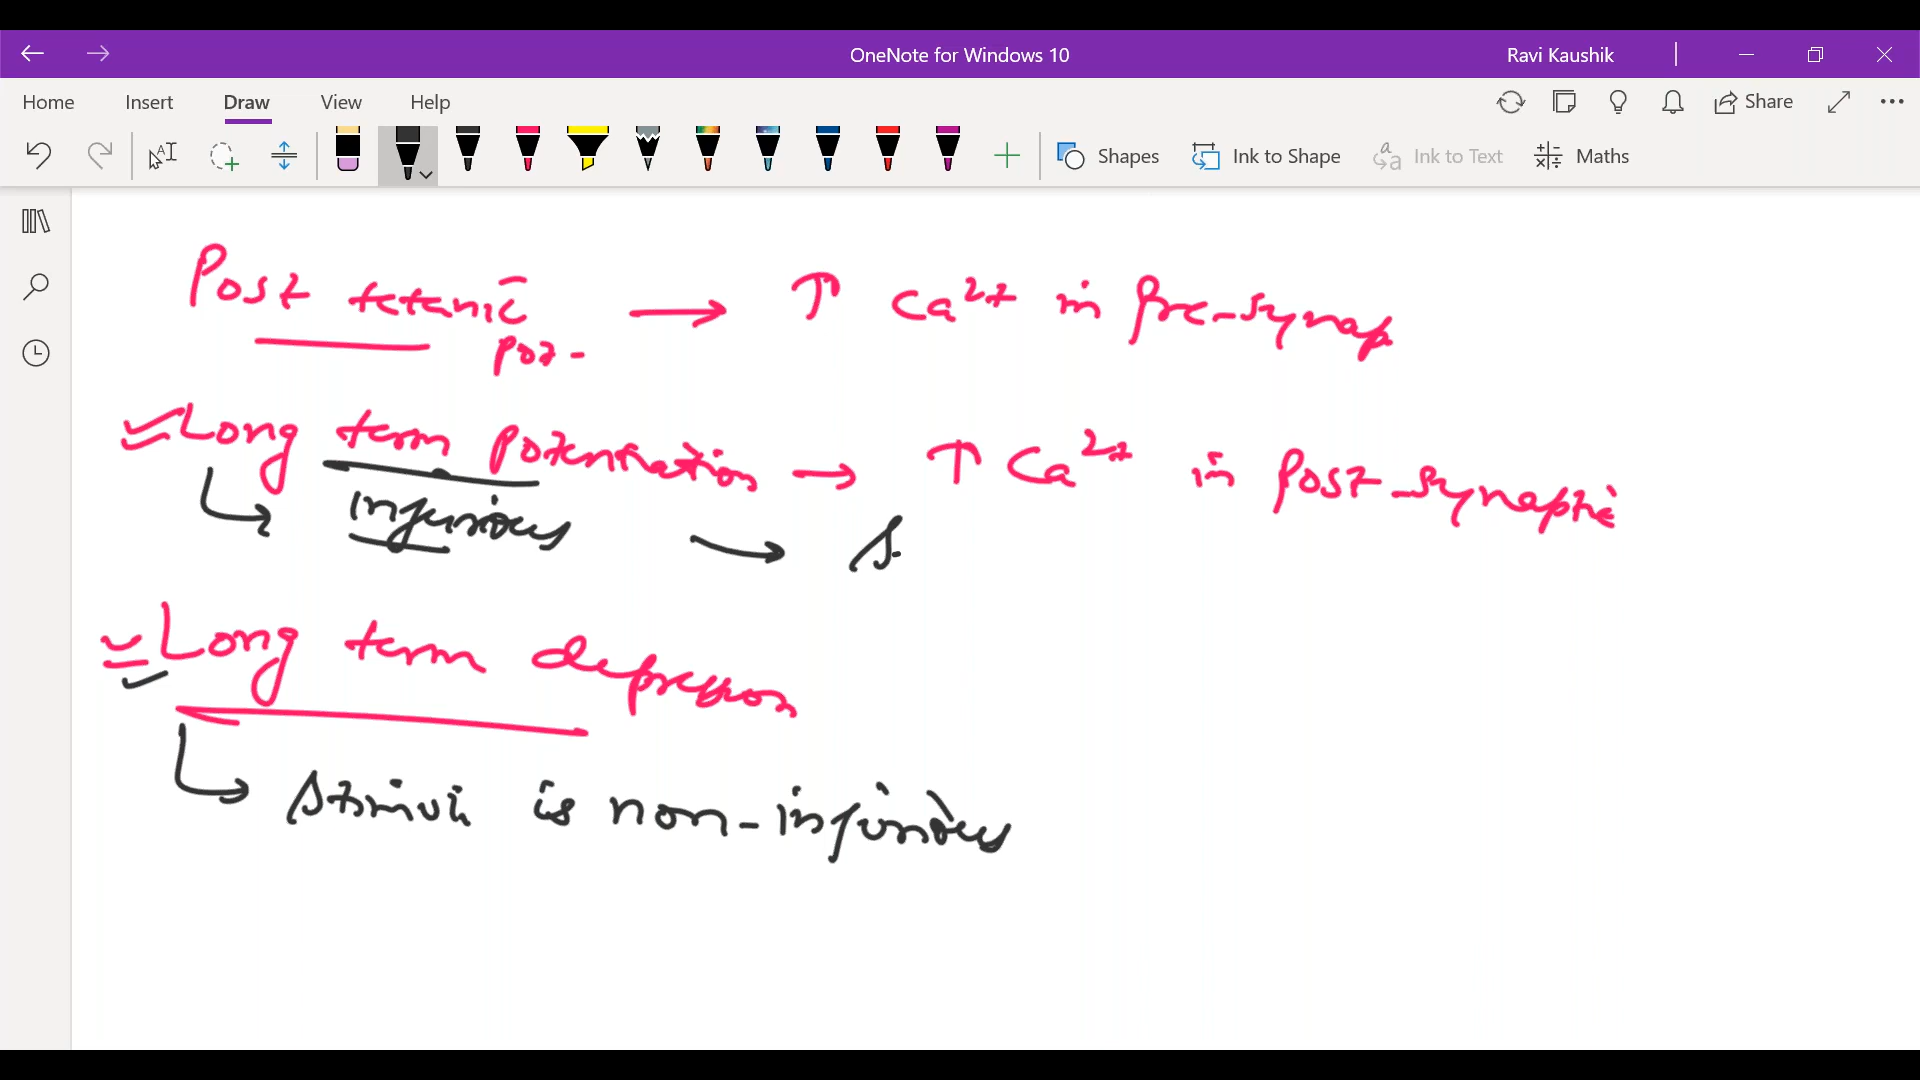 OneNote for Windows 10
Ravi Kaushik
Home Insert Draw View Help
Share
Shapes Ink to Shape Ink to Text Maths
Post tetanic → ↑ Ca²⁺ in Pre-synap
pot -
Long term Potentiation → ↑ Ca²⁺ in Post-synaptic
↳ injurious → S
Long term depression
↳ Stimuli is non-injurious